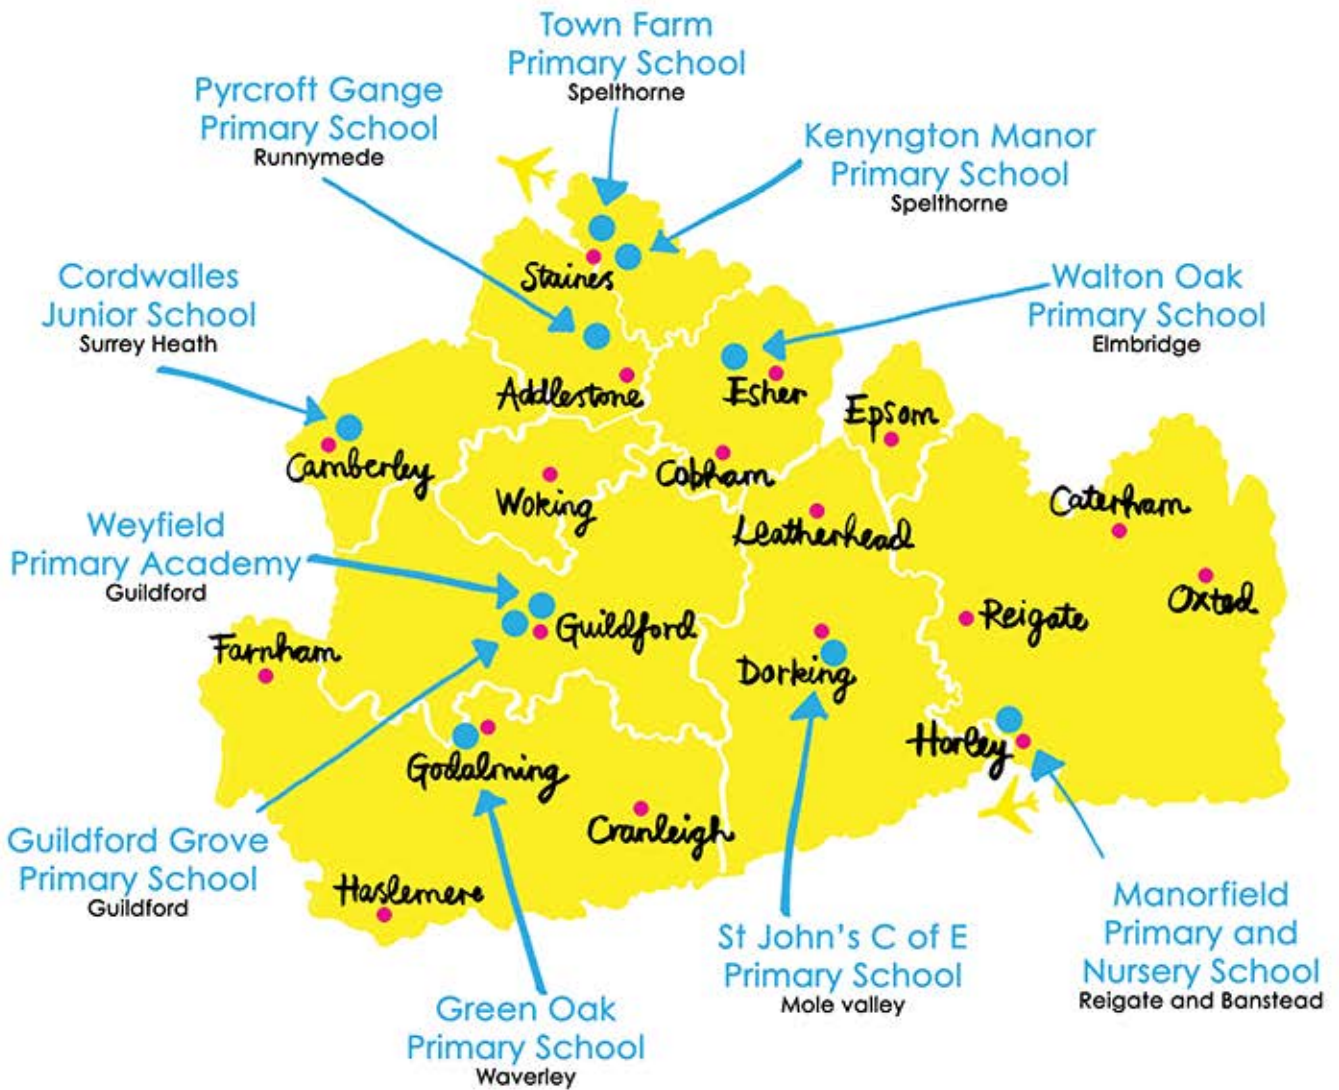 Town Farm
Primary School
Spelthorne
Pyrcroft Gange
Primary School
Runnymede
Kenyngton Manor
Primary School
Spelthorne
Cordwalles
Junior School
Surrey Heath
Walton Oak
Primary School
Elmbridge
Staines
Addlestone
Esher
Epsom
Camberley
Woking
Cobham
Leatherhead
Caterham
Oxted
Weyfield
Primary Academy
Guildford
Guildford
Reigate
Farnham
Dorking
Horley
Godalming
Cranleigh
Haslemere
Guildford Grove
Primary School
Guildford
Green Oak
Primary School
Waverley
St John's C of E
Primary School
Mole valley
Manorfield
Primary and
Nursery School
Reigate and Banstead